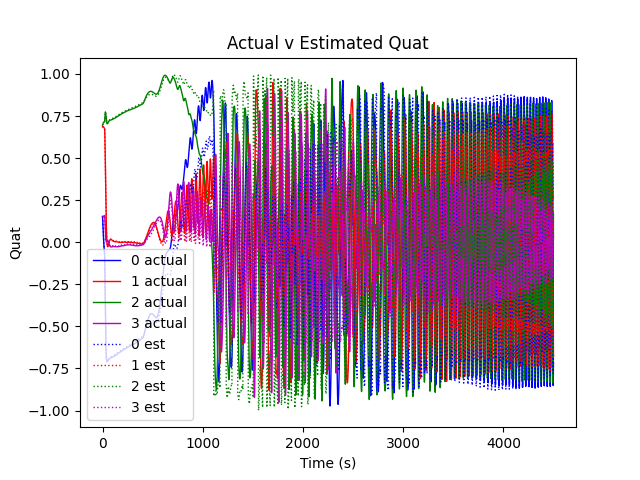 Actual v Estimated Quat
1.00
0.75
0.50
0.25
0.00
−0.25
−0.50
−0.75
−1.00
Quat
0 actual
1 actual
2 actual
3 actual
0 est
1 est
2 est
3 est
0
1000
2000
3000
4000
Time (s)